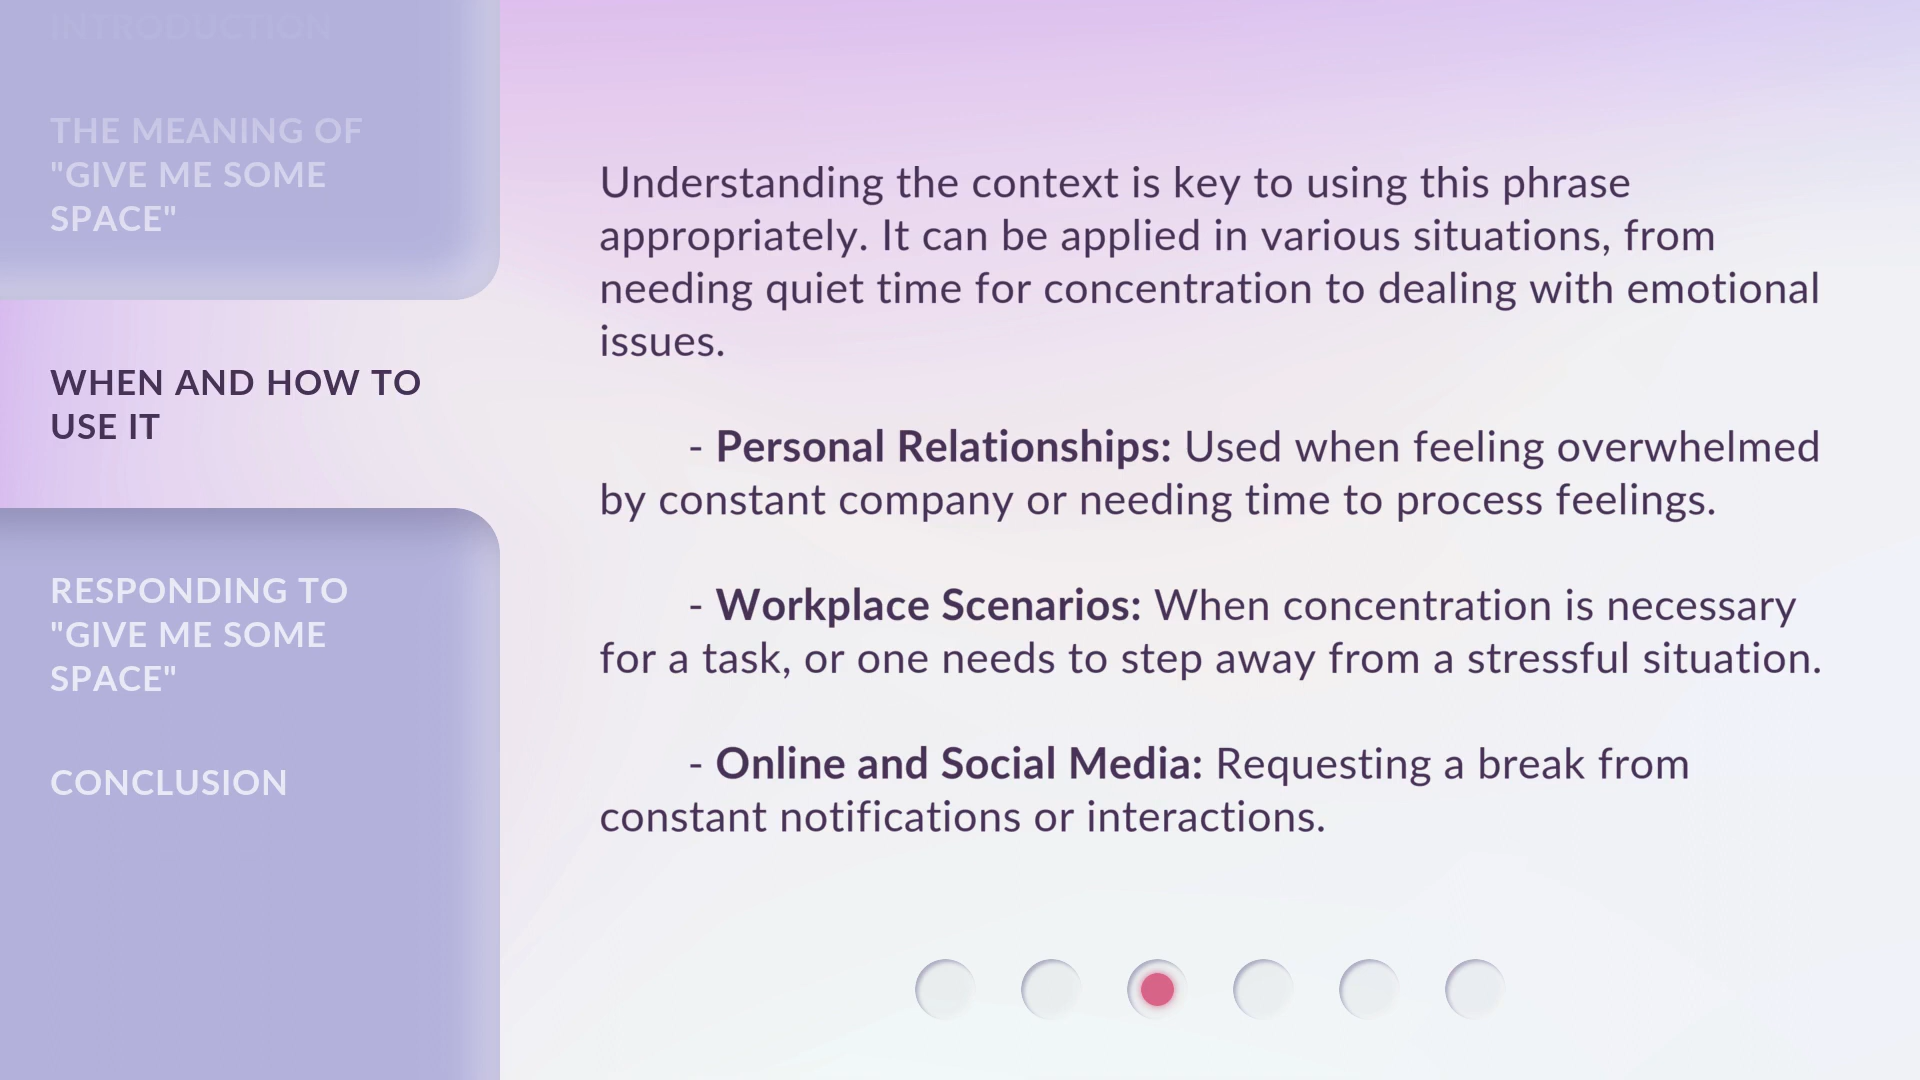 INTRODUCTION
THE MEANING OF
"GIVE ME SOME
SPACE"
WHEN AND HOW TO
USE IT
RESPONDING TO
"GIVE ME SOME
SPACE"
CONCLUSION
Understanding the context is key to using this phrase
appropriately. It can be applied in various situations, from
needing quiet time for concentration to dealing with emotional
issues.
- Personal Relationships: Used when feeling overwhelmed
by constant company or needing time to process feelings.
- Workplace Scenarios: When concentration is necessary
for a task, or one needs to step away from a stressful situation.
- Online and Social Media: Requesting a break from
constant notifications or interactions.